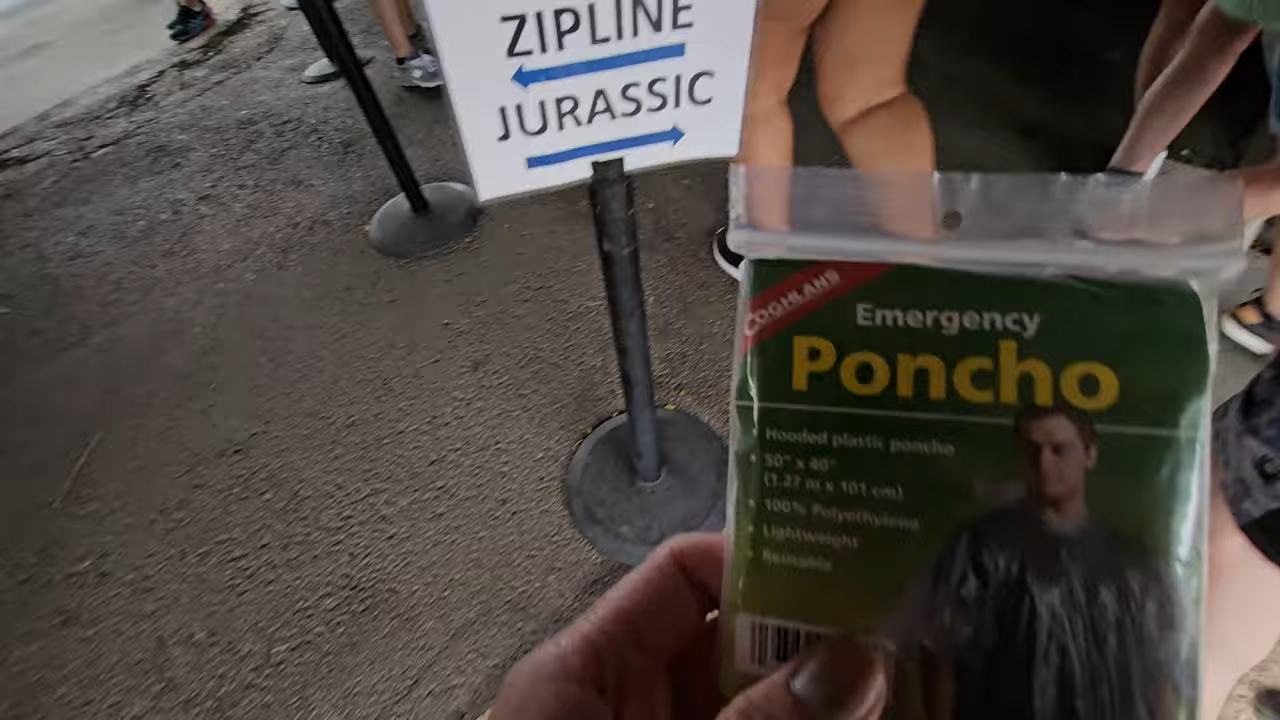 ZIPLINE
JURASSIC
COGHLANS
Emergency
Poncho
Hooded plastic poncho
50" x 40"
(1.27 m x 101 cm)
100% Polyethylene
Lightweight
Reusable